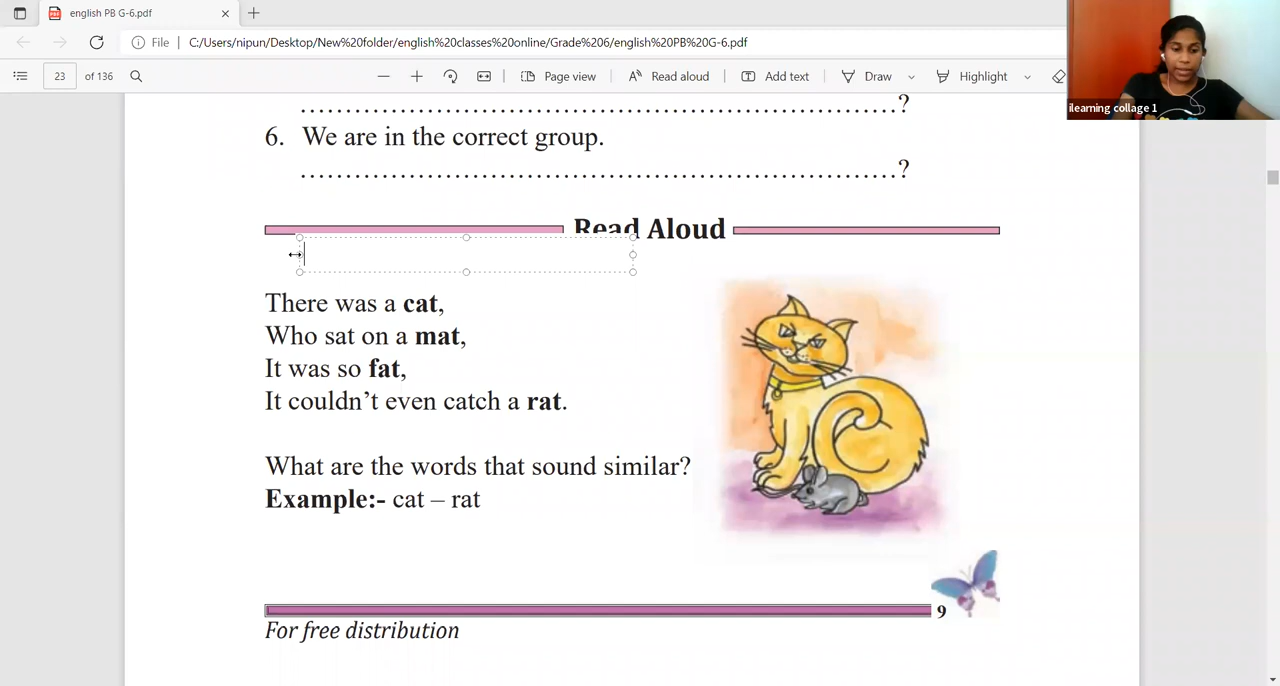 english PB G-6.pdf
File
C:/Users/nipun/Desktop/New%20folder/english%20classes%20online/Grade%206/english%20PB%20G-6.pdf
23 of 136
Page view
Read aloud
Add text
Draw
Highlight
ilearning collage 1
..........?
6. We are in the correct group.
..........?
Read Aloud
There was a cat,
Who sat on a mat,
It was so fat,
It couldn't even catch a rat.
What are the words that sound similar?
Example:- cat – rat
9
For free distribution